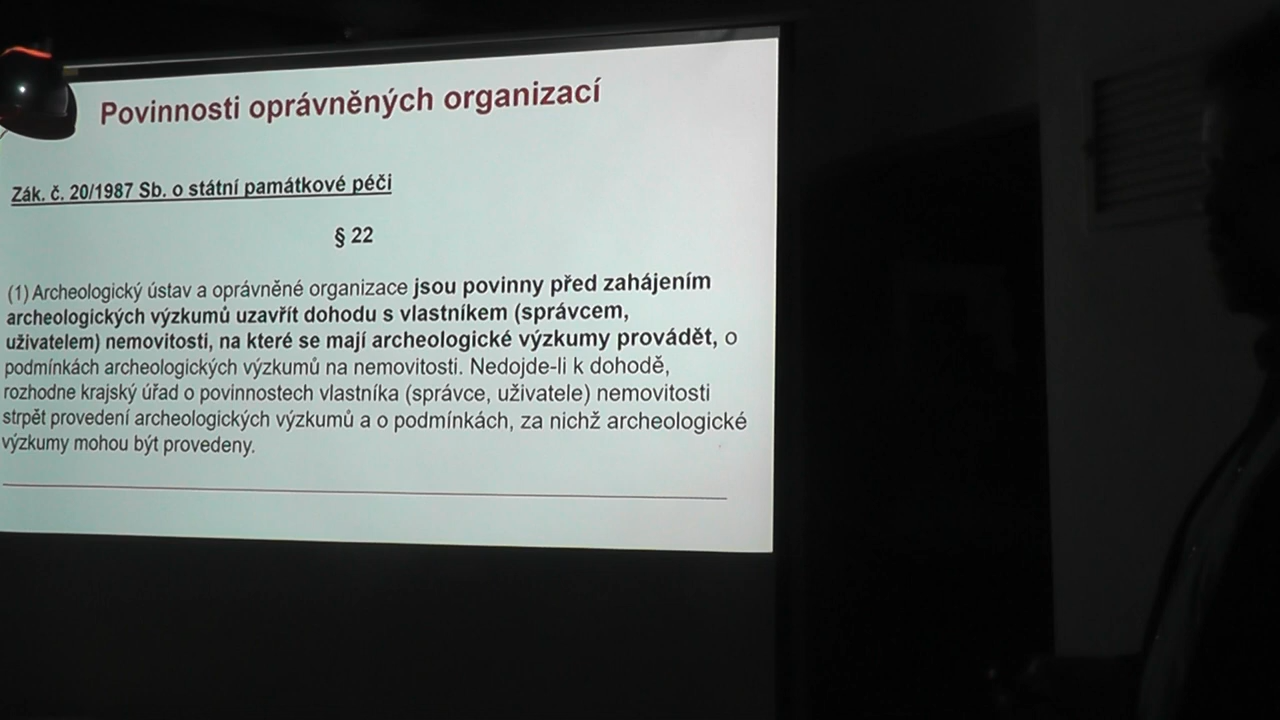 Povinnosti oprávněných organizací
Zák. č. 20/1987 Sb. o státní památkové péči
§ 22
(1) Archeologický ústav a oprávněné organizace jsou povinny před zahájením
archeologických výzkumů uzavřít dohodu s vlastníkem (správcem,
uživatelem) nemovitosti, na které se mají archeologické výzkumy provádět, o
podmínkách archeologických výzkumů na nemovitosti. Nedojde-li k dohodě,
rozhodne krajský úřad o povinnostech vlastníka (správce, uživatele) nemovitosti
strpět provedení archeologických výzkumů a o podmínkách, za nichž archeologické
výzkumy mohou být provedeny.